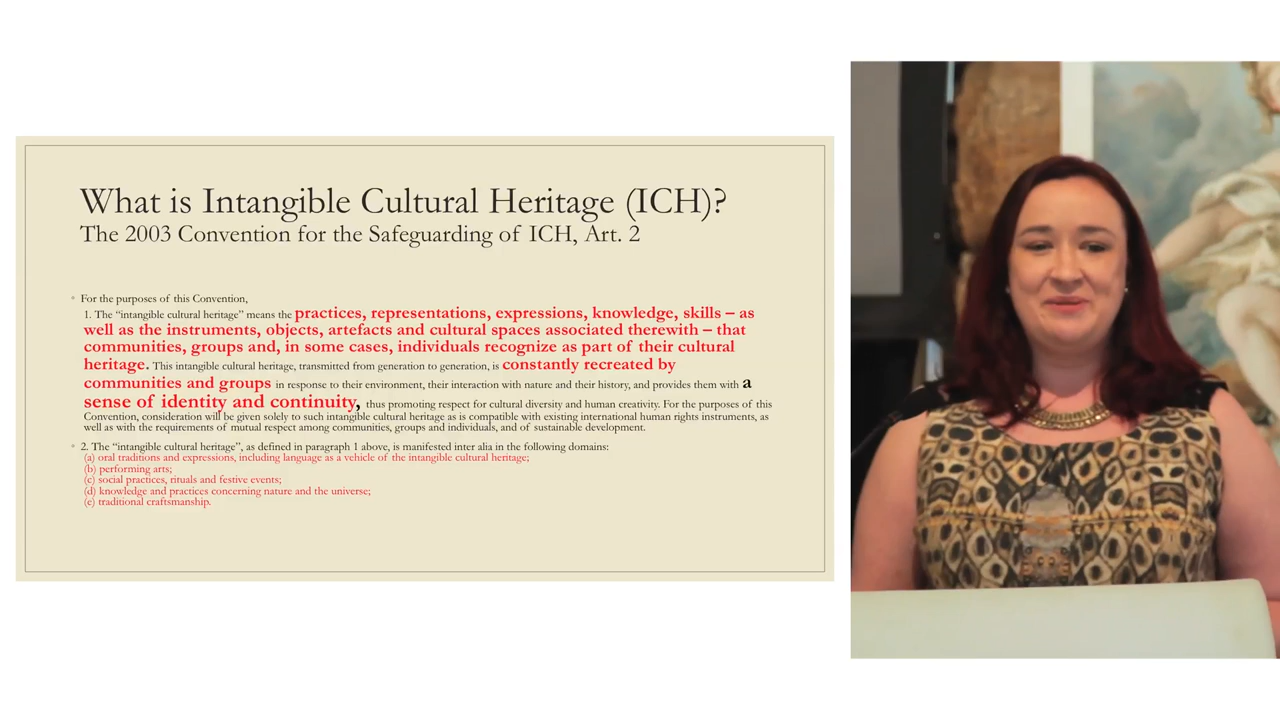 What is Intangible Cultural Heritage (ICH)?
The 2003 Convention for the Safeguarding of ICH, Art. 2
For the purposes of this Convention,
1. The “intangible cultural heritage” means the practices, representations, expressions, knowledge, skills – as
well as the instruments, objects, artefacts and cultural spaces associated therewith – that
communities, groups and, in some cases, individuals recognize as part of their cultural
heritage. This intangible cultural heritage, transmitted from generation to generation, is constantly recreated by
communities and groups in response to their environment, their interaction with nature and their history, and provides them with a
sense of identity and continuity, thus promoting respect for cultural diversity and human creativity. For the purposes of this
Convention, consideration will be given solely to such intangible cultural heritage as is compatible with existing international human rights instruments, as
well as with the requirements of mutual respect among communities, groups and individuals, and of sustainable development.
2. The “intangible cultural heritage”, as defined in paragraph 1 above, is manifested inter alia in the following domains:
(a) oral traditions and expressions, including language as a vehicle of the intangible cultural heritage;
(b) performing arts;
(c) social practices, rituals and festive events;
(d) knowledge and practices concerning nature and the universe;
(e) traditional craftsmanship.